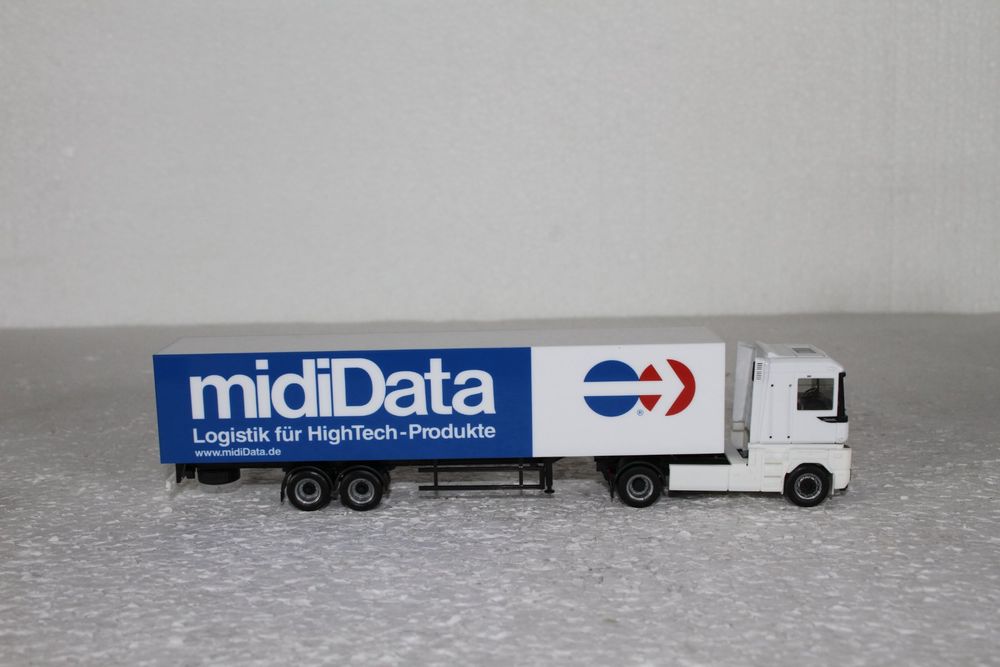 midiData
Logistik für HighTech-Produkte
www.midiData.de
®